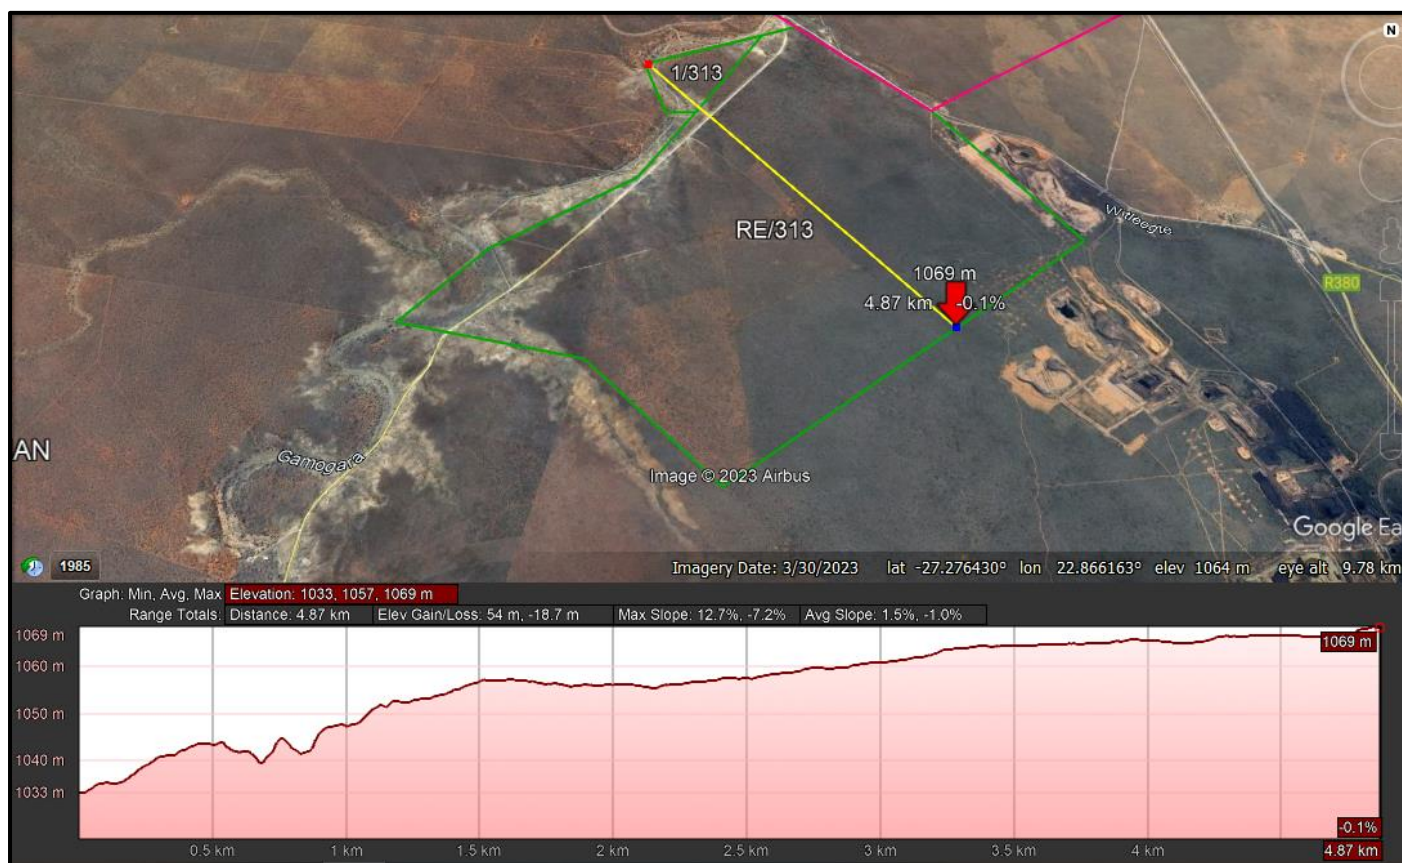 N
1/313
Witleegte
RE/313
1069 m
4.87 km -0.1%
R380
AN
Gamogara
Image © 2023 Airbus
Google Ea
1985
Imagery Date: 3/30/2023 lat -27.276430° lon 22.866163° elev 1064 m eye alt 9.78 km
Graph: Min, Avg, Max Elevation: 1033, 1057, 1069 m
Range Totals: Distance: 4.87 km Elev Gain/Loss: 54 m, -18.7 m Max Slope: 12.7%, -7.2% Avg Slope: 1.5%, -1.0%
1069 m
1069 m
1060 m
1050 m
1040 m
1033 m
-0.1%
0.5 km 1 km 1.5 km 2 km 2.5 km 3 km 3.5 km 4 km 4.87 km